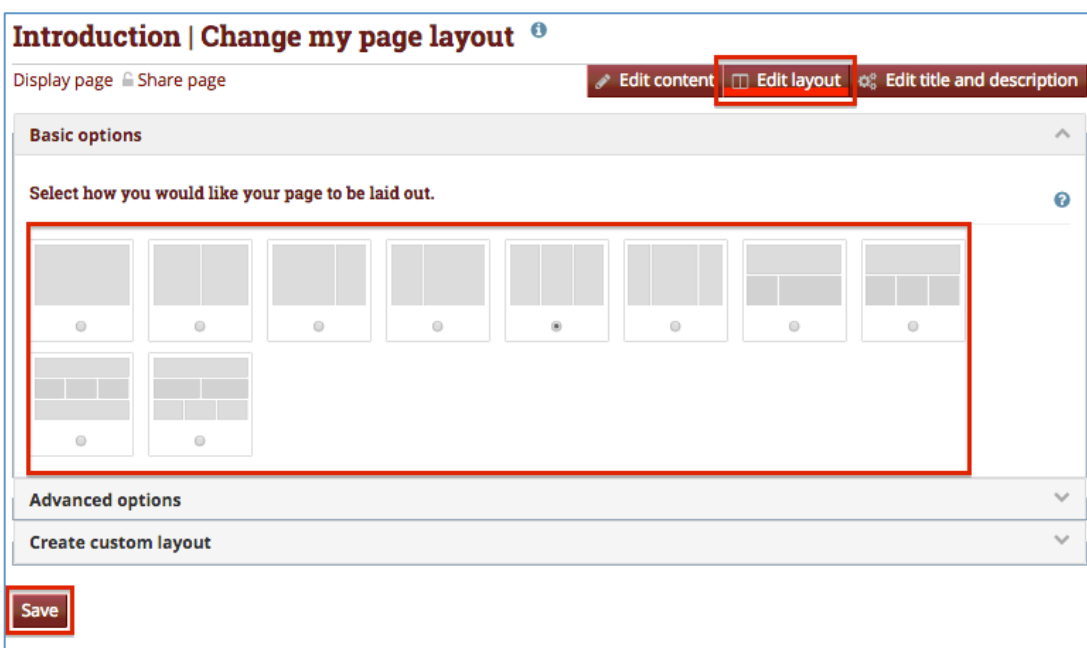 Introduction | Change my page layout
Display page Share page
Edit content Edit layout Edit title and description
Basic options
Select how you would like your page to be laid out.
Advanced options
Create custom layout
Save